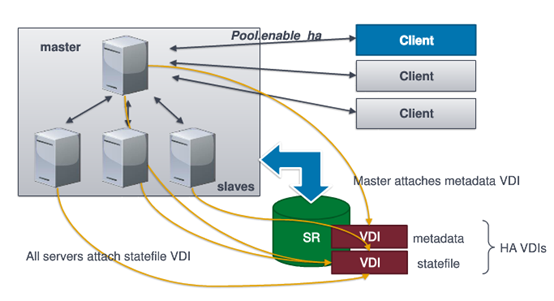 master
Pool.enable_ha
Client
Client
Client
slaves
Master attaches metadata VDI
SR
VDI
metadata
VDI
statefile
HA VDIs
All servers attach statefile VDI